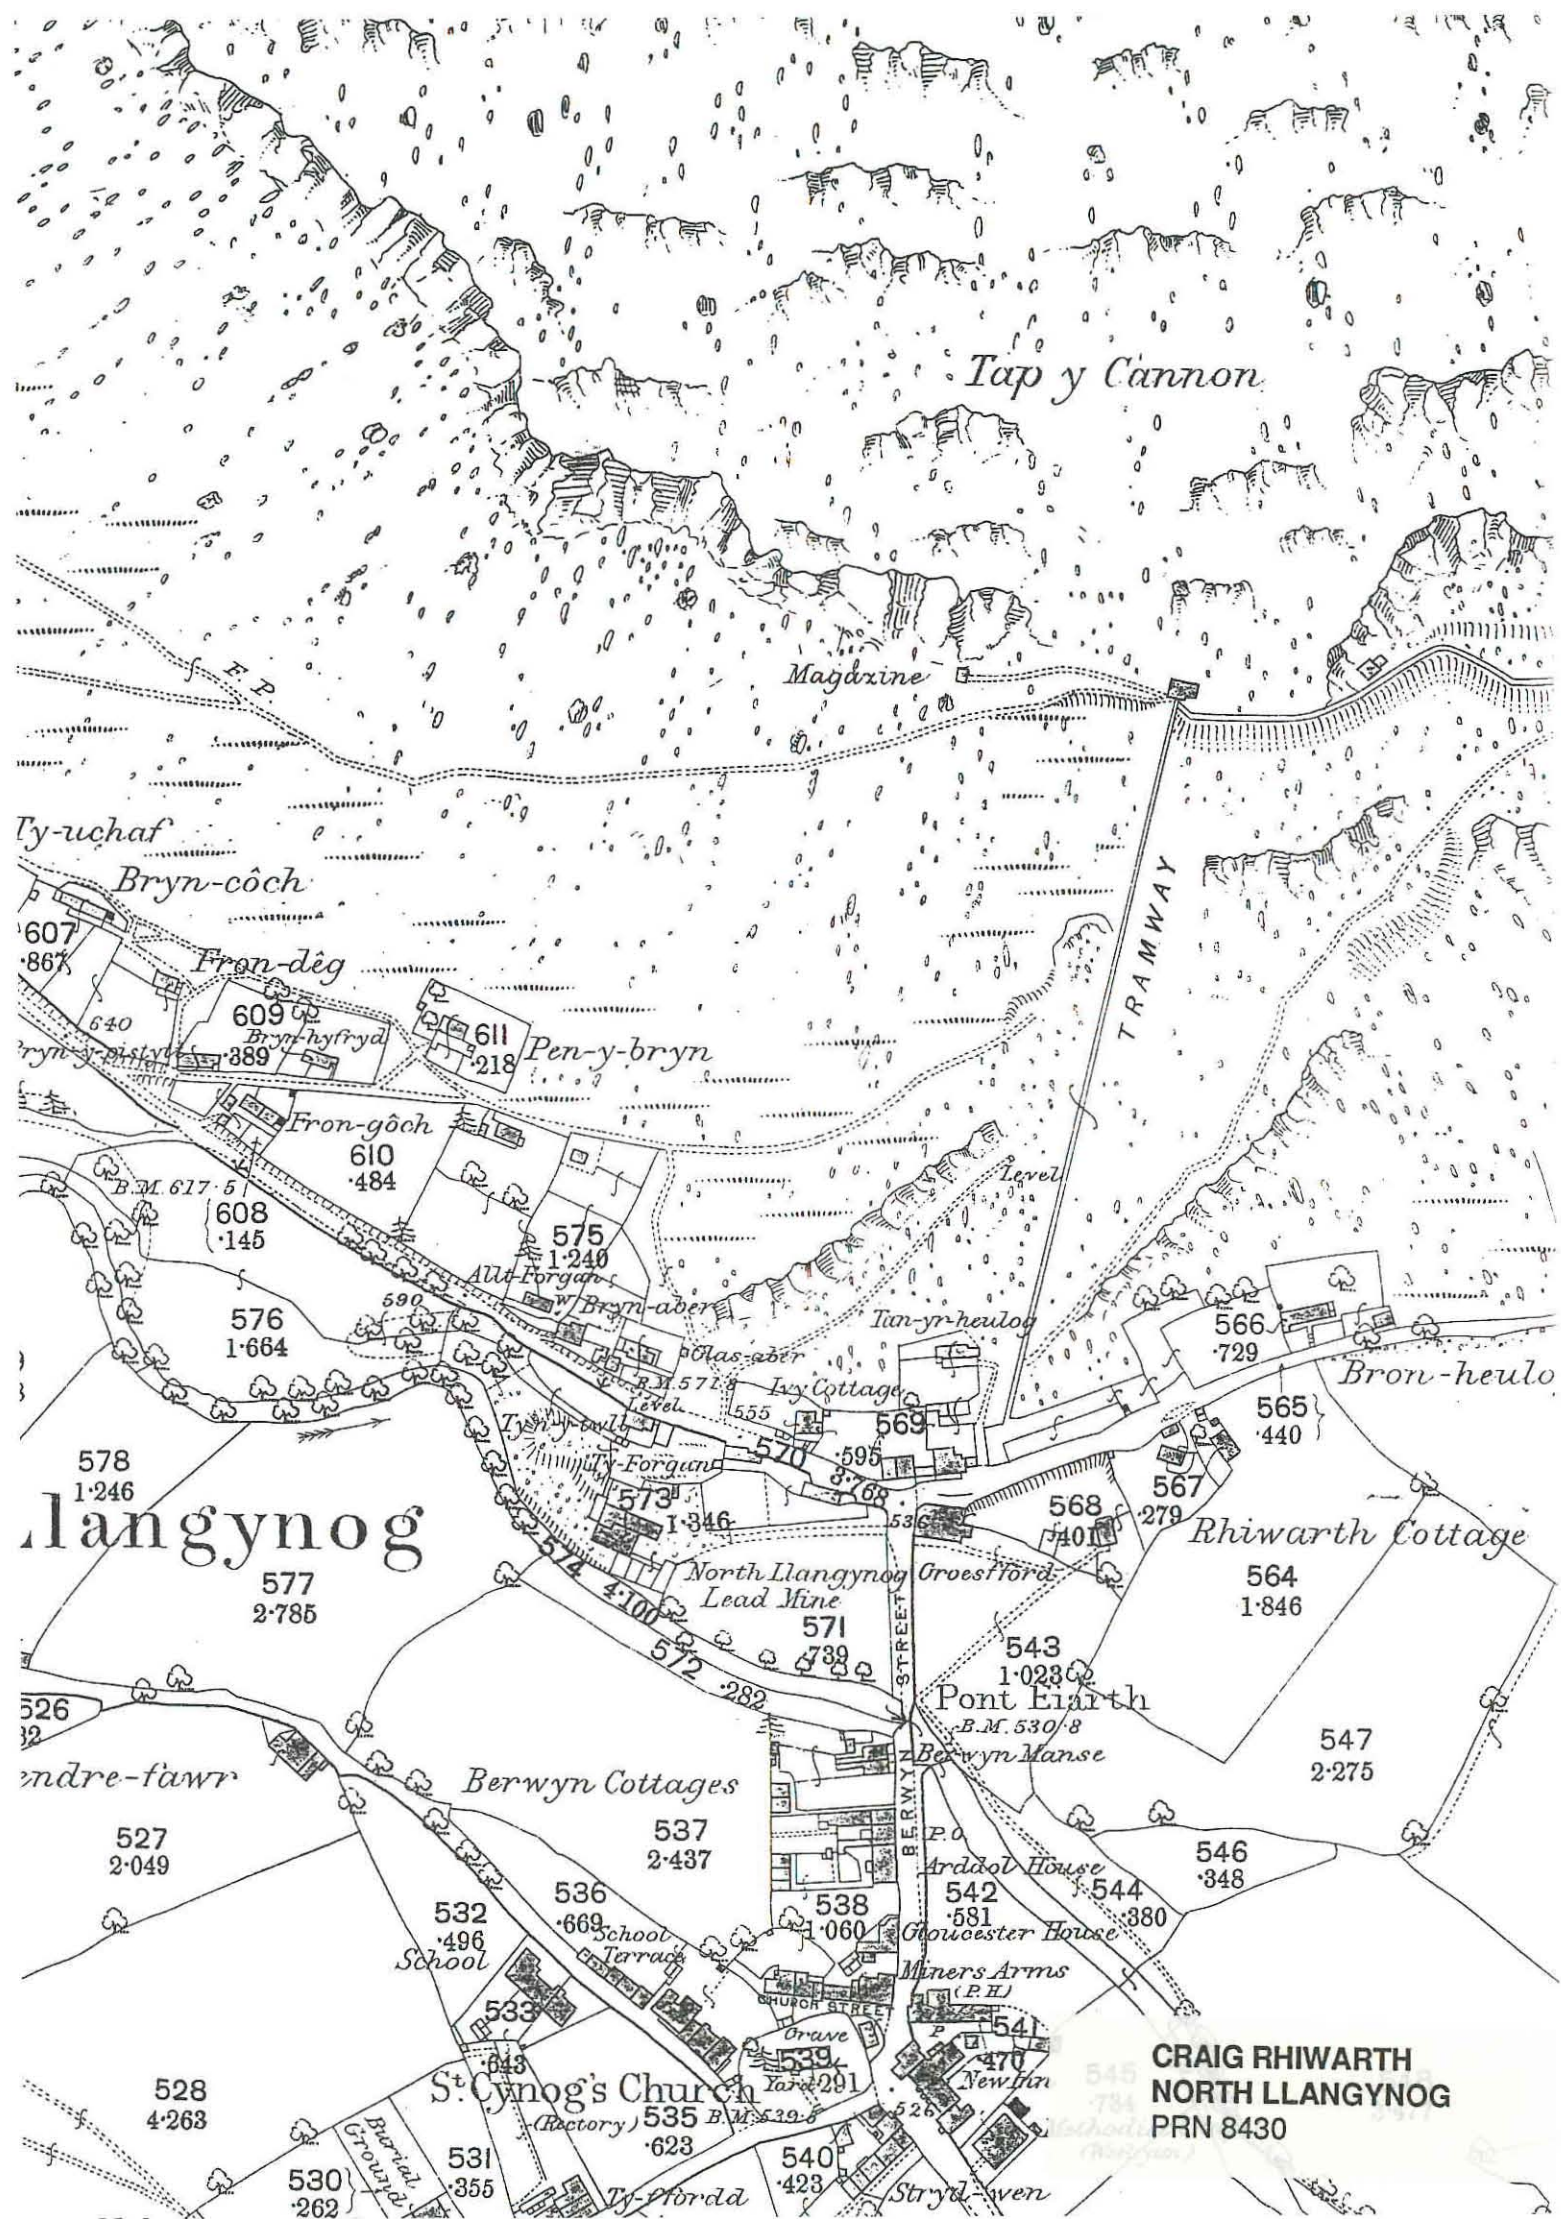 Tap y Cannon
Magazine
F.P.
Ty-uchaf
Bryn-côch
607
·867
Fron-dêg
TRAMWAY
640
609
·389
Bryn-hyfryd
611
·218
Pen-y-bryn
Fron-gôch
610
·484
B.M. 617·5
608
·145
Level
575
1·240
Allt-Forgan
W
Bryn-aber
590
576
1·664
Glas-aber
B.M. 571·8
Tan-yr-heulog
566
·729
Bron-heulo
Ivy Cottage
555
Level
Ty'n-y-twll
569
565
·440
570
3·768
·595
Ty-Forgan
578
1·246
573
1·346
536
568
·401
567
·279
Rhiwarth Cottage
Llangynog
577
2·785
574
4·100
North Llangynog
Lead Mine
Groesffordd
564
1·846
571
·739
572
·282
BERWYN STREET
543
1·023
Pont Eiarth
B.M. 530·8
Berwyn Manse
547
2·275
526
endre-fawr
Berwyn Cottages
527
2·049
537
2·437
P.O.
Arddol House
546
·348
542
·581
544
·380
536
·669
538
1·060
532
·496
School
School
Terrace
Gloucester House
Miners Arms
(P.H.)
CHURCH STREET
533
·643
Grave
Yard
539
·291
P
541
·470
New Inn
St. Cynog's Church
(Rectory)
535
·623
B.M. 539·6
526
528
4·263
Burial
Ground
530
·262
531
·355
540
·423
Ty-ffordd
Stryd-wen
545
·784
CRAIG RHIWARTH
NORTH LLANGYNOG
PRN 8430